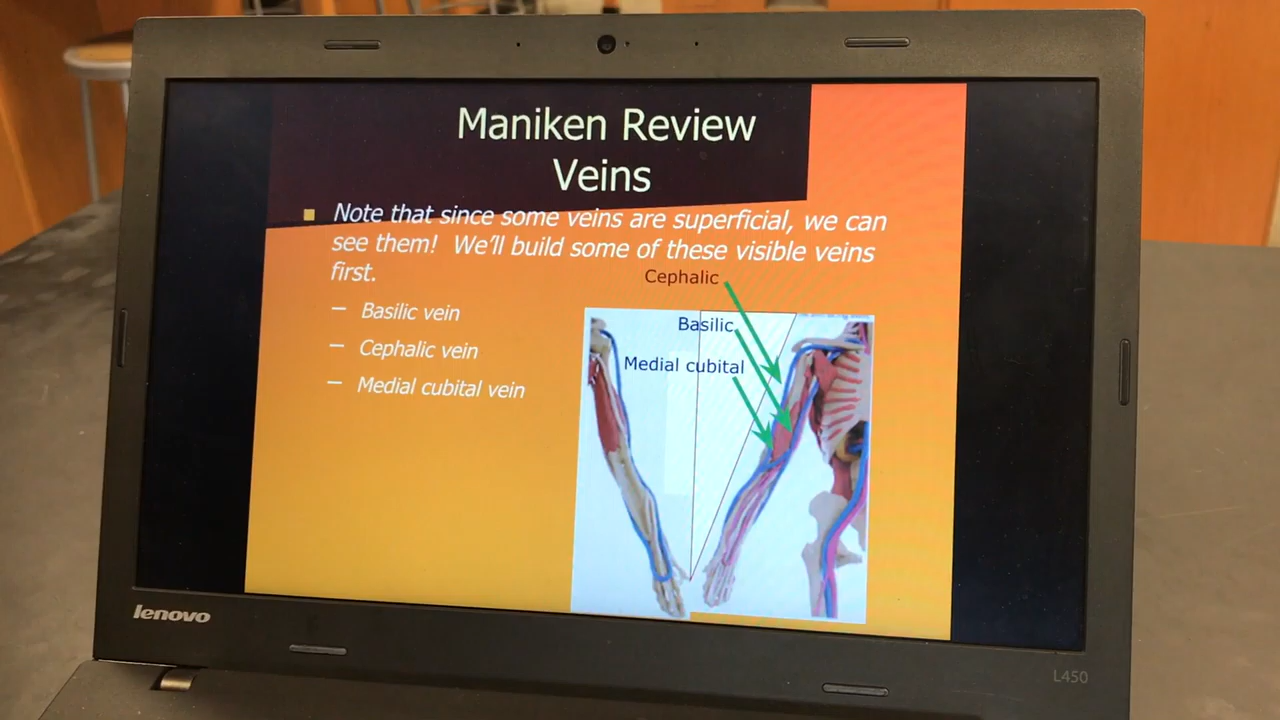 Maniken Review
Veins
Note that since some veins are superficial, we can
see them! We'll build some of these visible veins
first.
– Basilic vein
– Cephalic vein
– Medial cubital vein
Cephalic
Basilic
Medial cubital
lenovo
L450